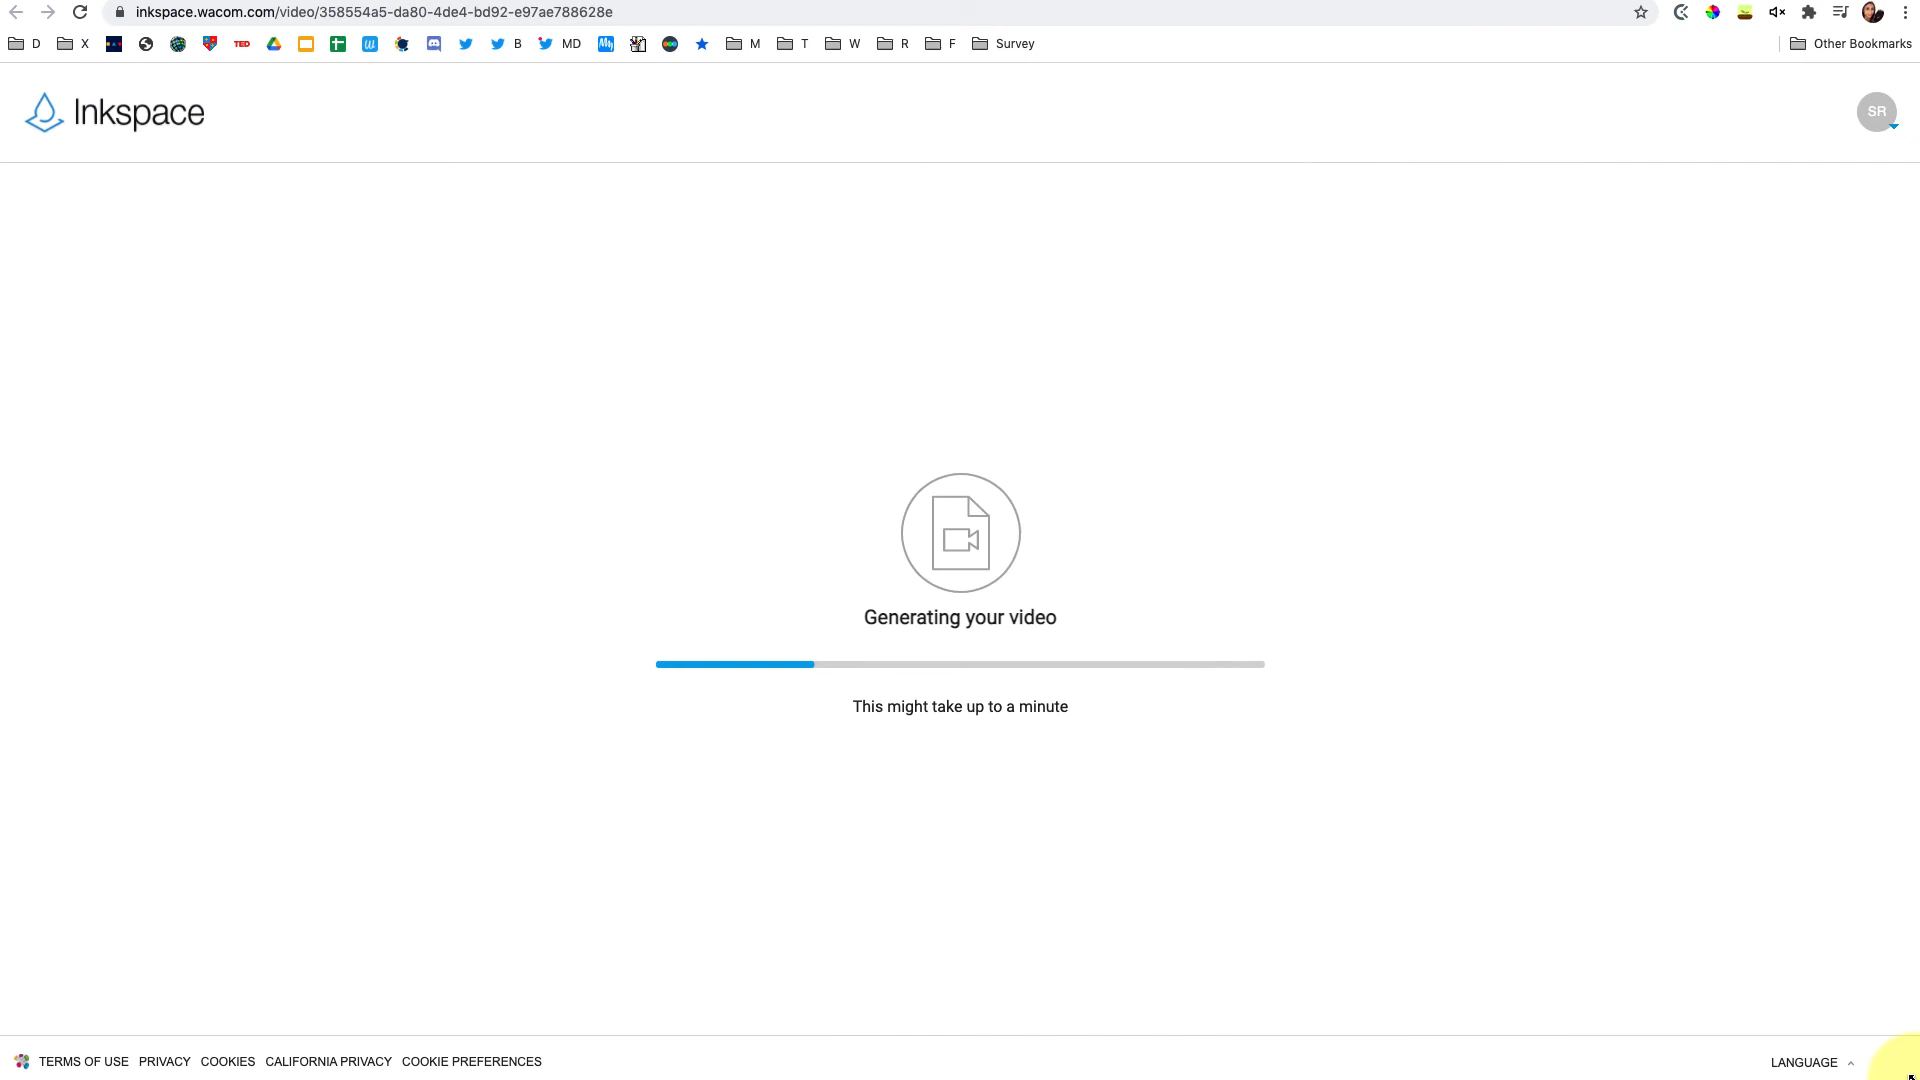 inkspace.wacom.com/video/358554a5-da80-4de4-bd92-e97ae788628e
D X TED B MD My M T W R F Survey Other Bookmarks
Inkspace
SR
Generating your video
This might take up to a minute
TERMS OF USE PRIVACY COOKIES CALIFORNIA PRIVACY COOKIE PREFERENCES LANGUAGE